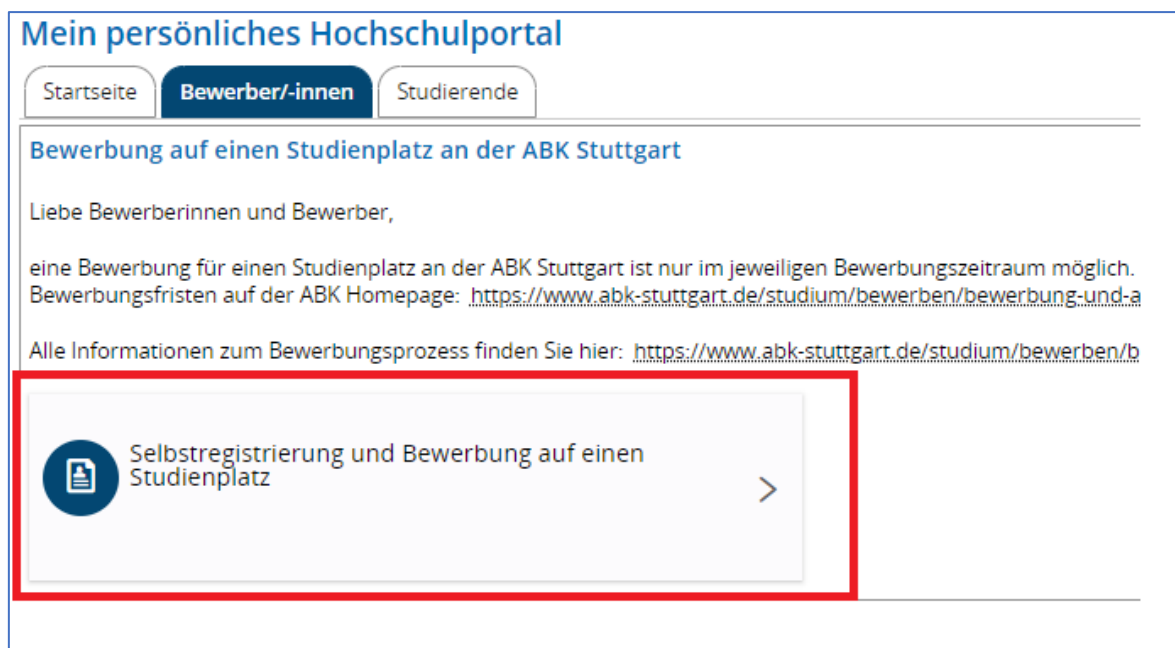 Mein persönliches Hochschulportal
Startseite Bewerber/-innen Studierende
Bewerbung auf einen Studienplatz an der ABK Stuttgart
Liebe Bewerberinnen und Bewerber,
eine Bewerbung für einen Studienplatz an der ABK Stuttgart ist nur im jeweiligen Bewerbungszeitraum möglich.
Bewerbungsfristen auf der ABK Homepage: https://www.abk-stuttgart.de/studium/bewerben/bewerbung-und-a
Alle Informationen zum Bewerbungsprozess finden Sie hier: https://www.abk-stuttgart.de/studium/bewerben/b
Selbstregistrierung und Bewerbung auf einen
Studienplatz